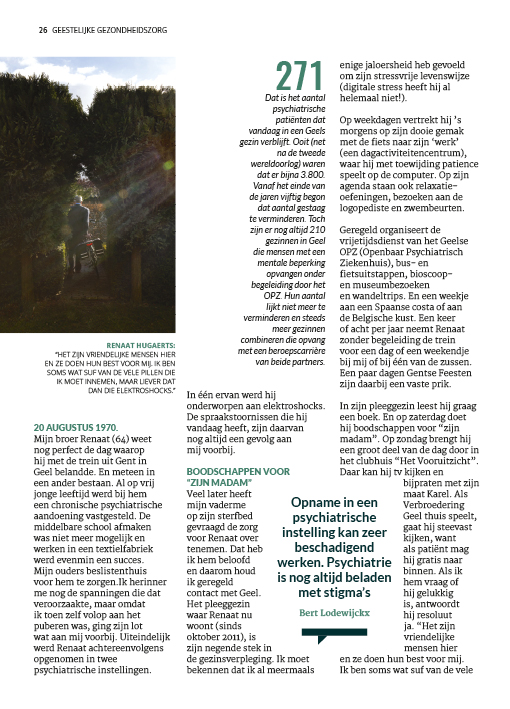 26 GEESTELIJKE GEZONDHEIDSZORG
RENAAT HUGAERTS:
"HET ZIJN VRIENDELIJKE MENSEN HIER
EN ZE DOEN HUN BEST VOOR MIJ. IK BEN
SOMS WAT SUF VAN DE VELE PILLEN DIE
IK MOET INNEMEN, MAAR LIEVER DAT
DAN DIE ELEKTROSHOCKS."
20 AUGUSTUS 1970.
Mijn broer Renaat (64) weet
nog perfect de dag waarop
hij met de trein uit Gent in
Geel belandde. En meteen in
een ander bestaan. Al op vrij
jonge leeftijd werd bij hem
een chronische psychiatrische
aandoening vastgesteld. De
middelbare school afmaken
was niet meer mogelijk en
werken in een textielfabriek
werd evenmin een succes.
Mijn ouders beslistenthuis
voor hem te zorgen.Ik herinner
me nog de spanningen die dat
veroorzaakte, maar omdat
ik toen zelf volop aan het
puberen was, ging zijn lot
wat aan mij voorbij. Uiteindelijk
werd Renaat achtereenvolgens
opgenomen in twee
psychiatrische instellingen.
271
Dat is het aantal
psychiatrische
patiënten dat
vandaag in een Geels
gezin verblijft. Ooit (net
na de tweede
wereldoorlog) waren
dat er bijna 3.800.
Vanaf het einde van
de jaren vijftig begon
dat aantal gestaag
te verminderen. Toch
zijn er nog altijd 210
gezinnen in Geel
die mensen met een
mentale beperking
opvangen onder
begeleiding door het
OPZ. Hun aantal
lijkt niet meer te
verminderen en steeds
meer gezinnen
combineren die opvang
met een beroepscarrière
van beide partners.
In één ervan werd hij
onderworpen aan elektroshocks.
De spraakstoornissen die hij
vandaag heeft, zijn daarvan
nog altijd een gevolg aan
mij voorbij.
BOODSCHAPPEN VOOR
"ZIJN MADAM"
Veel later heeft
mijn vaderme
op zijn sterfbed
gevraagd de zorg
voor Renaat over
tenemen. Dat heb
ik hem beloofd
en daarom houd
ik geregeld
contact met Geel.
Het pleeggezin
waar Renaat nu
woont (sinds
oktober 2011), is
zijn negende stek in
de gezinsverpleging. Ik moet
bekennen dat ik al meermaals
Opname in een
psychiatrische
instelling kan zeer
beschadigend
werken. Psychiatrie
is nog altijd beladen
met stigma's
Bert Lodewijckx
enige jaloersheid heb gevoeld
om zijn stressvrije levenswijze
(digitale stress heeft hij al
helemaal niet!).
Op weekdagen vertrekt hij 's
morgens op zijn dooie gemak
met de fiets naar zijn 'werk'
(een dagactiviteitencentrum),
waar hij met toewijding patience
speelt op de computer. Op zijn
agenda staan ook relaxatie-
oefeningen, bezoeken aan de
logopediste en zwembeurten.
Geregeld organiseert de
vrijetijdsdienst van het Geelse
OPZ (Openbaar Psychiatrisch
Ziekenhuis), bus- en
fietsuitstappen, bioscoop-
en museumbezoeken
en wandeltrips. En een weekje
aan een Spaanse costa of aan
de Belgische kust. Een keer
of acht per jaar neemt Renaat
zonder begeleiding de trein
voor een dag of een weekendje
bij mij of bij één van de zussen.
Een paar dagen Gentse Feesten
zijn daarbij een vaste prik.
In zijn pleeggezin leest hij graag
een boek. En op zaterdag doet
hij boodschappen voor "zijn
madam". Op zondag brengt hij
een groot deel van de dag door in
het clubhuis "Het Vooruitzicht".
Daar kan hij tv kijken en
bijpraten met zijn
maat Karel. Als
Verbroedering
Geel thuis speelt,
gaat hij steevast
kijken, want
als patiënt mag
hij gratis naar
binnen. Als ik
hem vraag of
hij gelukkig
is, antwoordt
hij resoluut
ja. "Het zijn
vriendelijke
mensen hier
en ze doen hun best voor mij.
Ik ben soms wat suf van de vele